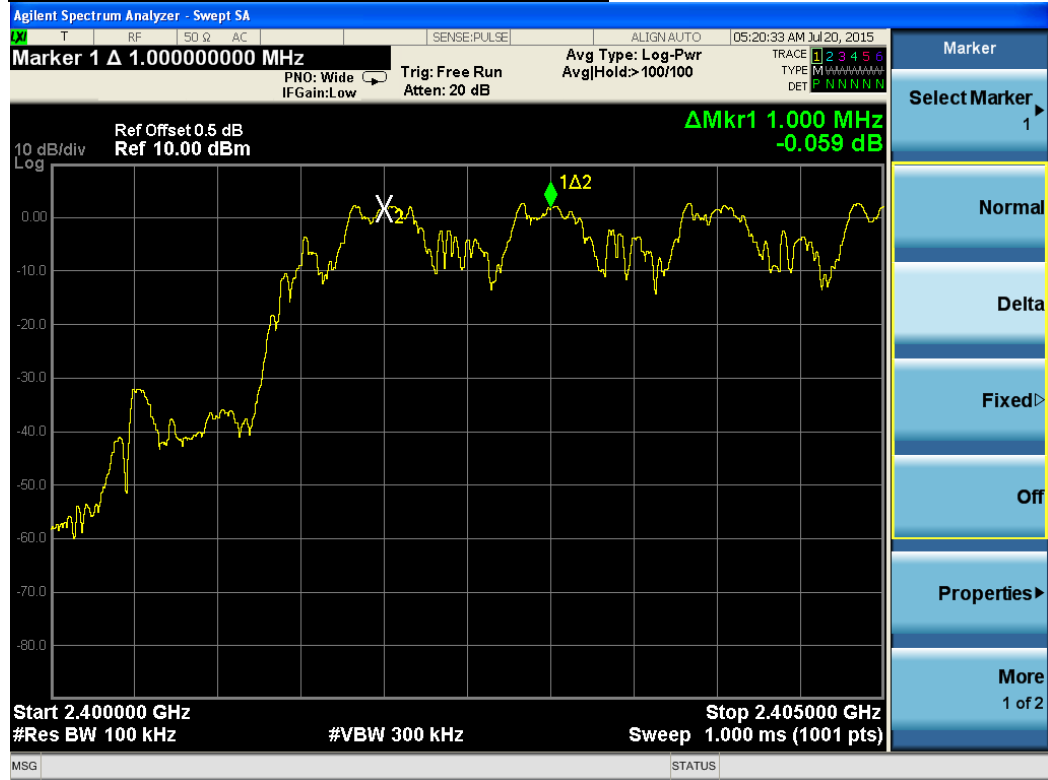 Agilent Spectrum Analyzer - Swept SA
LXI T RF 50 Ω AC SENSE:PULSE ALIGN AUTO 05:20:33 AM Jul 20, 2015
Marker 1 Δ 1.000000000 MHz
PNO: Wide
IFGain:Low
Trig: Free Run
Atten: 20 dB
Avg Type: Log-Pwr
Avg|Hold:>100/100
TRACE 1 2 3 4 5 6
TYPE M
DET P N N N N N
ΔMkr1 1.000 MHz
-0.059 dB
Ref Offset 0.5 dB
10 dB/div Ref 10.00 dBm
Log
1Δ2
2
0.00
-10.0
-20.0
-30.0
-40.0
-50.0
-60.0
-70.0
-80.0
Start 2.400000 GHz Stop 2.405000 GHz
#Res BW 100 kHz #VBW 300 kHz Sweep 1.000 ms (1001 pts)
MSG STATUS
Marker
Select Marker
1
Normal
Delta
Fixed
Off
Properties
More
1 of 2